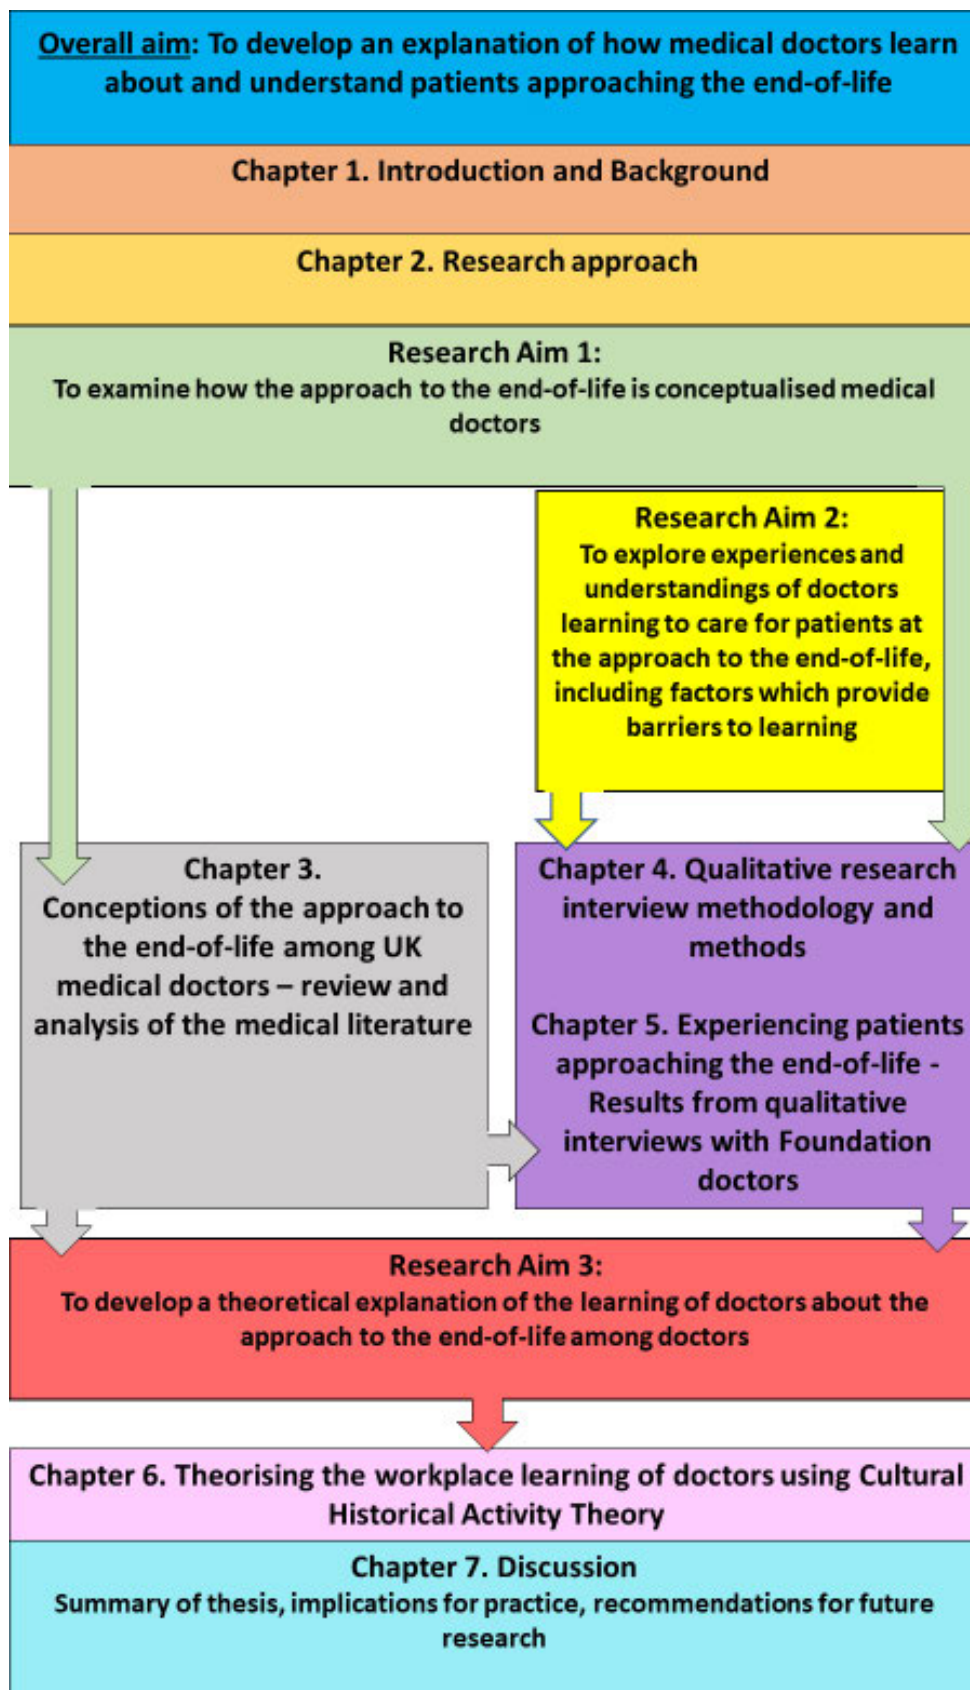 Overall aim: To develop an explanation of how medical doctors learn
about and understand patients approaching the end-of-life
Chapter 1. Introduction and Background
Chapter 2. Research approach
Research Aim 1:
To examine how the approach to the end-of-life is conceptualised medical
doctors
Research Aim 2:
To explore experiences and
understandings of doctors
learning to care for patients at
the approach to the end-of-life,
including factors which provide
barriers to learning
Chapter 3.
Conceptions of the approach to
the end-of-life among UK
medical doctors – review and
analysis of the medical literature
Chapter 4. Qualitative research
interview methodology and
methods
Chapter 5. Experiencing patients
approaching the end-of-life -
Results from qualitative
interviews with Foundation
doctors
Research Aim 3:
To develop a theoretical explanation of the learning of doctors about the
approach to the end-of-life among doctors
Chapter 6. Theorising the workplace learning of doctors using Cultural
Historical Activity Theory
Chapter 7. Discussion
Summary of thesis, implications for practice, recommendations for future
research